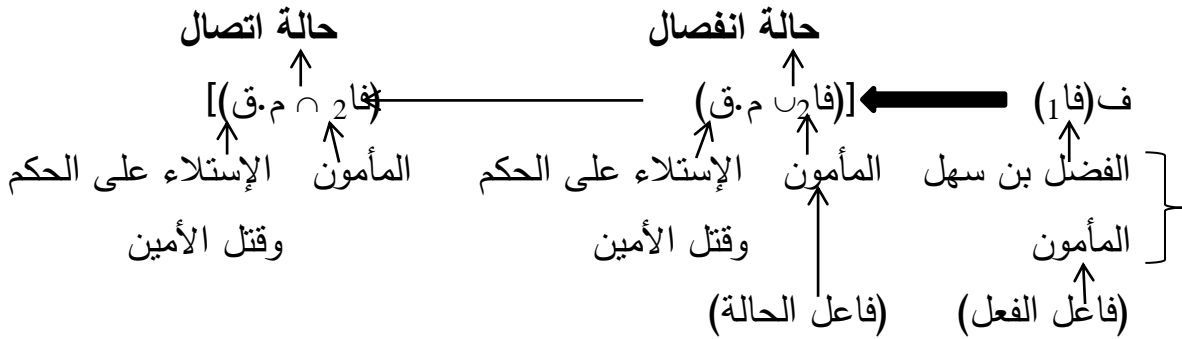 حالة انفصال حالة اتصال
ف(فا1) [(فا2 ∪ م.ق) (فا2 ∩ م.ق)]
الفضل بن سهل المأمون الإستلاء على الحكم المأمون الإستلاء على الحكم
المأمون وقتل الأمين وقتل الأمين
(فاعل الفعل) (فاعل الحالة)